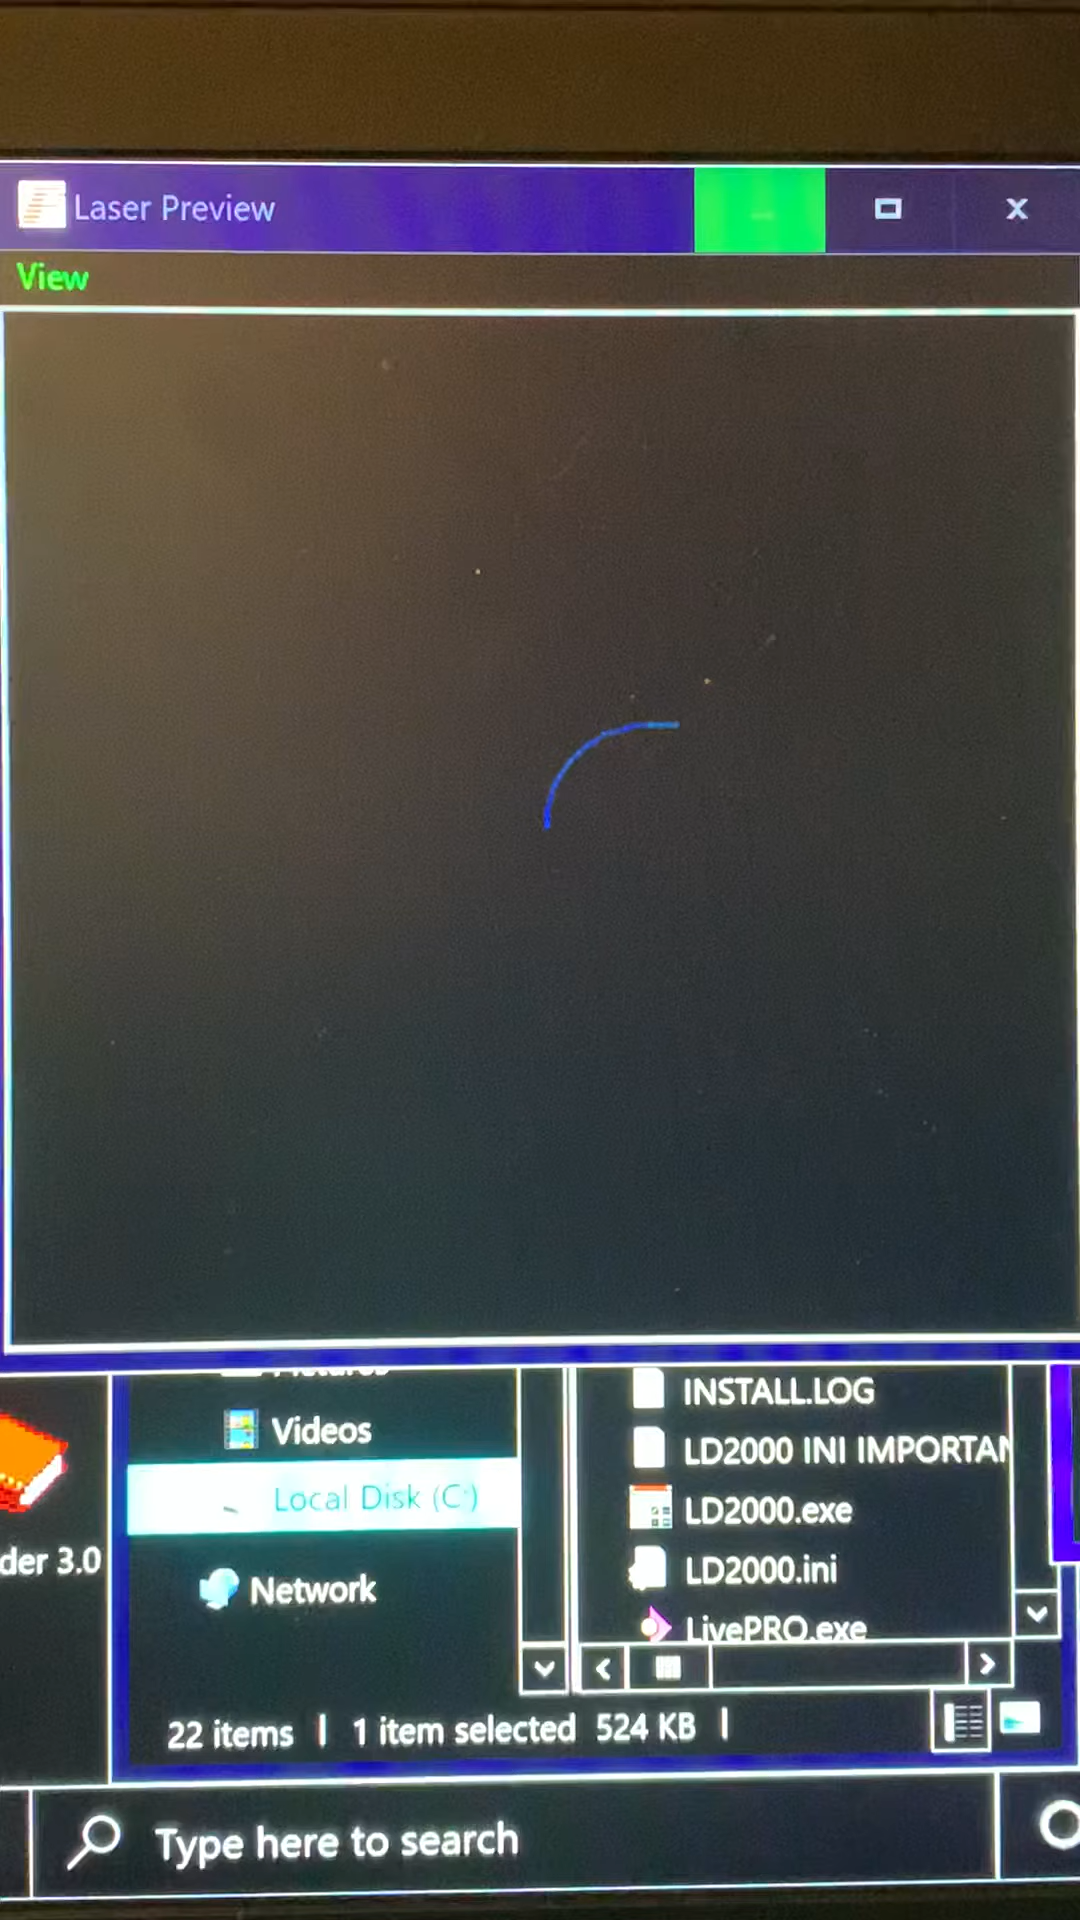 Laser Preview
View
Videos
Local Disk (C:)
Network
der 3.0
INSTALL.LOG
LD2000 INI IMPORTAN
LD2000.exe
LD2000.ini
LivePRO.exe
22 items
1 item selected 524 KB
Type here to search